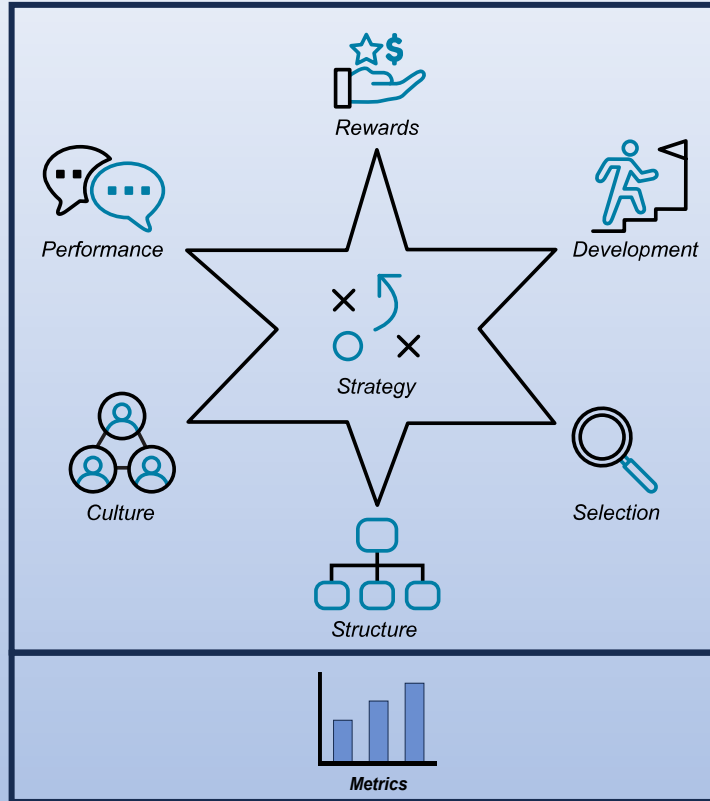 $
Rewards
Performance
Development
Strategy
Culture
Selection
Structure
Metrics